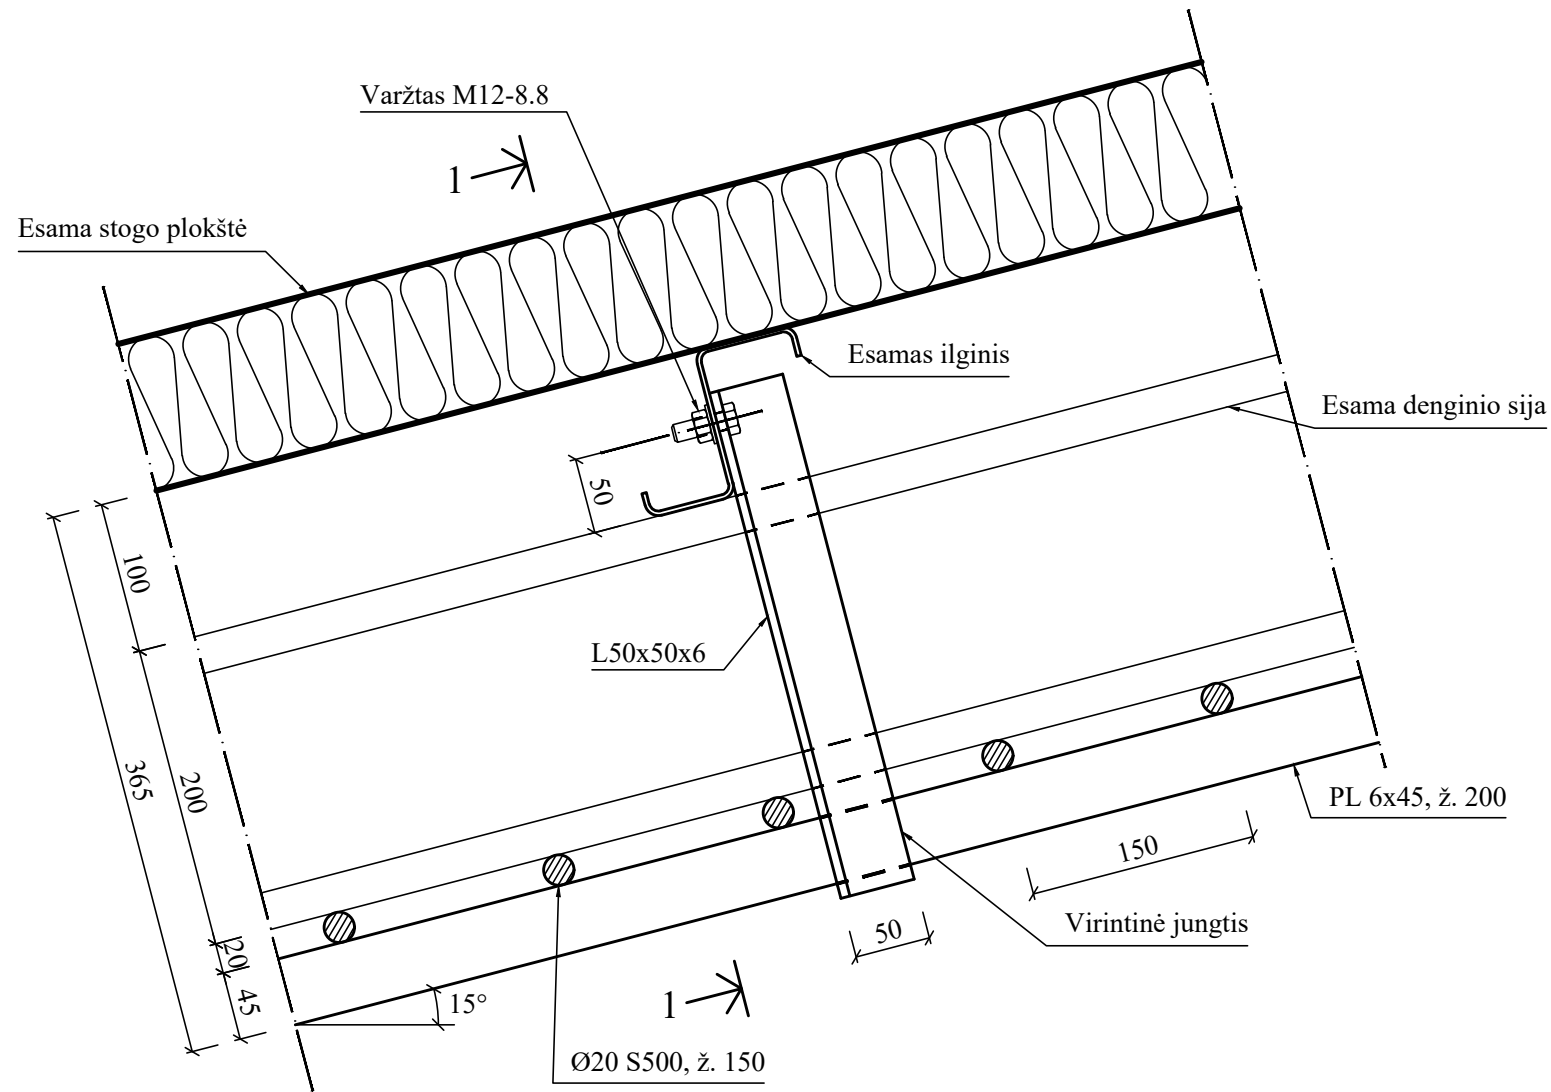 Varžtas M12-8.8
1
Esama stogo plokštė
Esamas ilginis
Esama denginio sija
50
100
L50x50x6
365
200
PL 6x45, ž. 200
150
Virintinė jungtis
50
20
45
15°
1
Ø20 S500, ž. 150